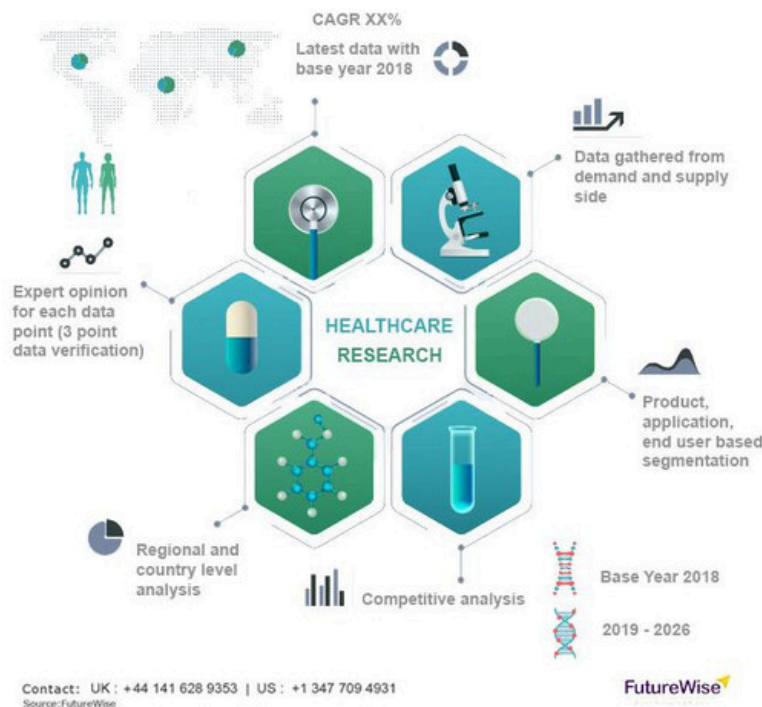 CAGR XX%
Latest data with
base year 2018
Data gathered from
demand and supply
side
Expert opinion
for each data
point (3 point
data verification)
HEALTHCARE
RESEARCH
Product,
application,
end user based
segmentation
Regional and
country level
analysis
Competitive analysis
Base Year 2018
2019 - 2026
Contact: UK : +44 141 628 9353 | US : +1 347 709 4931
Source:FutureWise
FutureWise